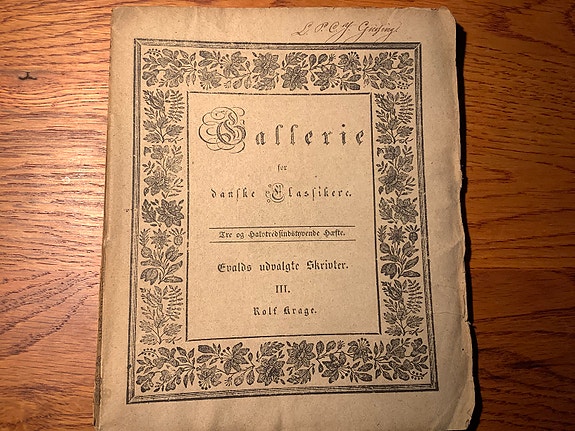 Gallerie
for
danske Classikere.
Tre og Halvtredsindstyvende Hæfte.
Evalds udvalgte Skrivter.
III.
Rolf Krage.